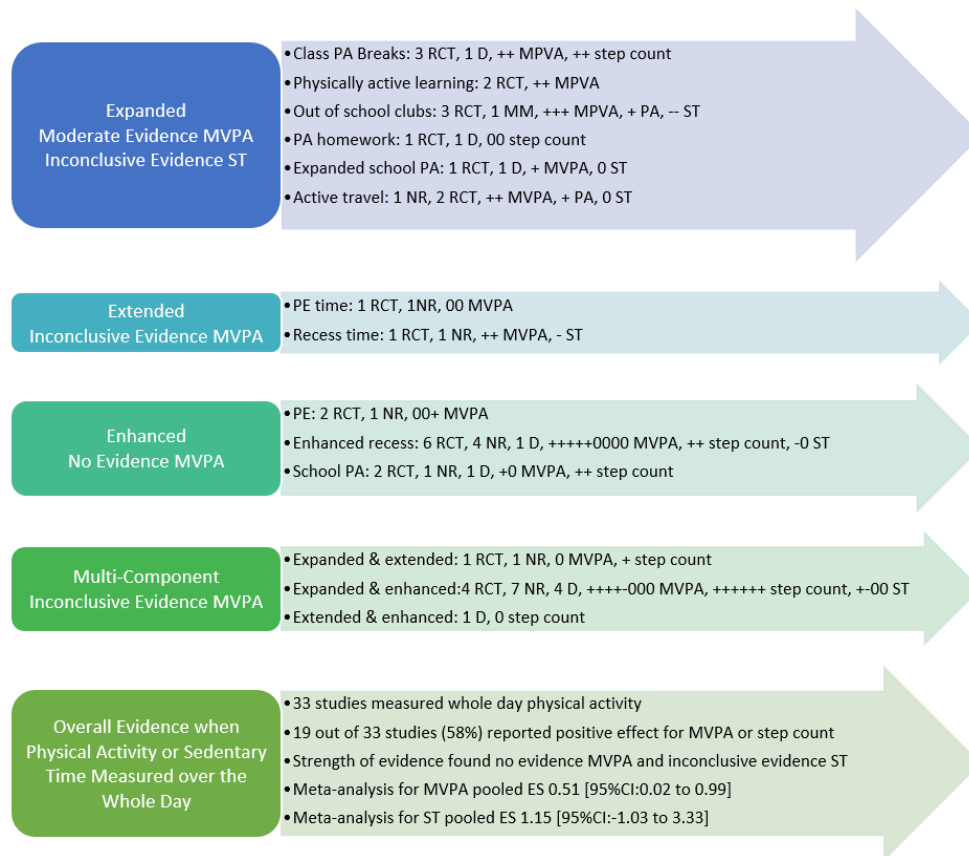 Expanded
Moderate Evidence MVPA
Inconclusive Evidence ST
•Class PA Breaks: 3 RCT, 1 D, ++ MPVA, ++ step count
•Physically active learning: 2 RCT, ++ MPVA
•Out of school clubs: 3 RCT, 1 MM, +++ MPVA, + PA, -- ST
•PA homework: 1 RCT, 1 D, 00 step count
•Expanded school PA: 1 RCT, 1 D, + MVPA, 0 ST
•Active travel: 1 NR, 2 RCT, ++ MVPA, + PA, 0 ST
Extended
Inconclusive Evidence MVPA
•PE time: 1 RCT, 1NR, 00 MVPA
•Recess time: 1 RCT, 1 NR, ++ MVPA, - ST
Enhanced
No Evidence MVPA
•PE: 2 RCT, 1 NR, 00+ MVPA
•Enhanced recess: 6 RCT, 4 NR, 1 D, +++++0000 MVPA, ++ step count, -0 ST
•School PA: 2 RCT, 1 NR, 1 D, +0 MVPA, ++ step count
Multi-Component
Inconclusive Evidence MVPA
•Expanded & extended: 1 RCT, 1 NR, 0 MVPA, + step count
•Expanded & enhanced:4 RCT, 7 NR, 4 D, ++++-000 MVPA, ++++++ step count, +-00 ST
•Extended & enhanced: 1 D, 0 step count
Overall Evidence when
Physical Activity or Sedentary
Time Measured over the
Whole Day
•33 studies measured whole day physical activity
•19 out of 33 studies (58%) reported positive effect for MVPA or step count
•Strength of evidence found no evidence MVPA and inconclusive evidence ST
•Meta-analysis for MVPA pooled ES 0.51 [95%CI:0.02 to 0.99]
•Meta-analysis for ST pooled ES 1.15 [95%CI:-1.03 to 3.33]